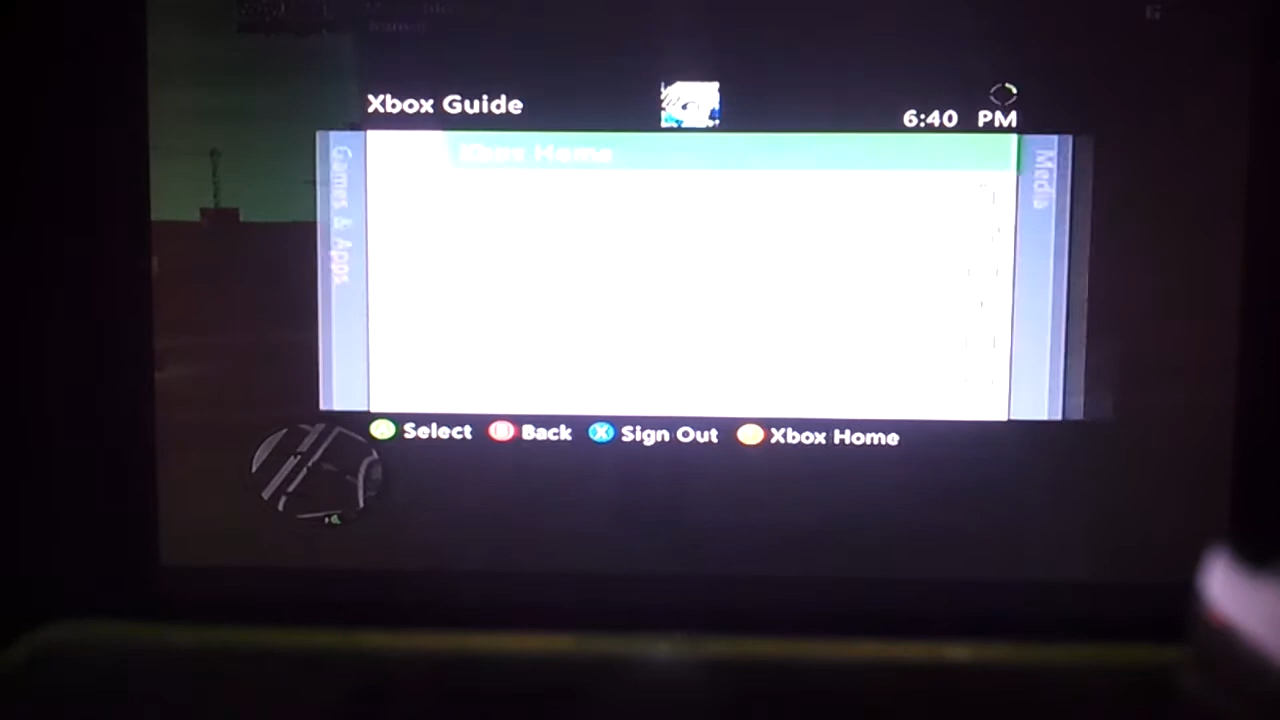 Xbox Guide
6:40 PM
Xbox Home
Games & Apps
Media
A Select B Back X Sign Out Xbox Home